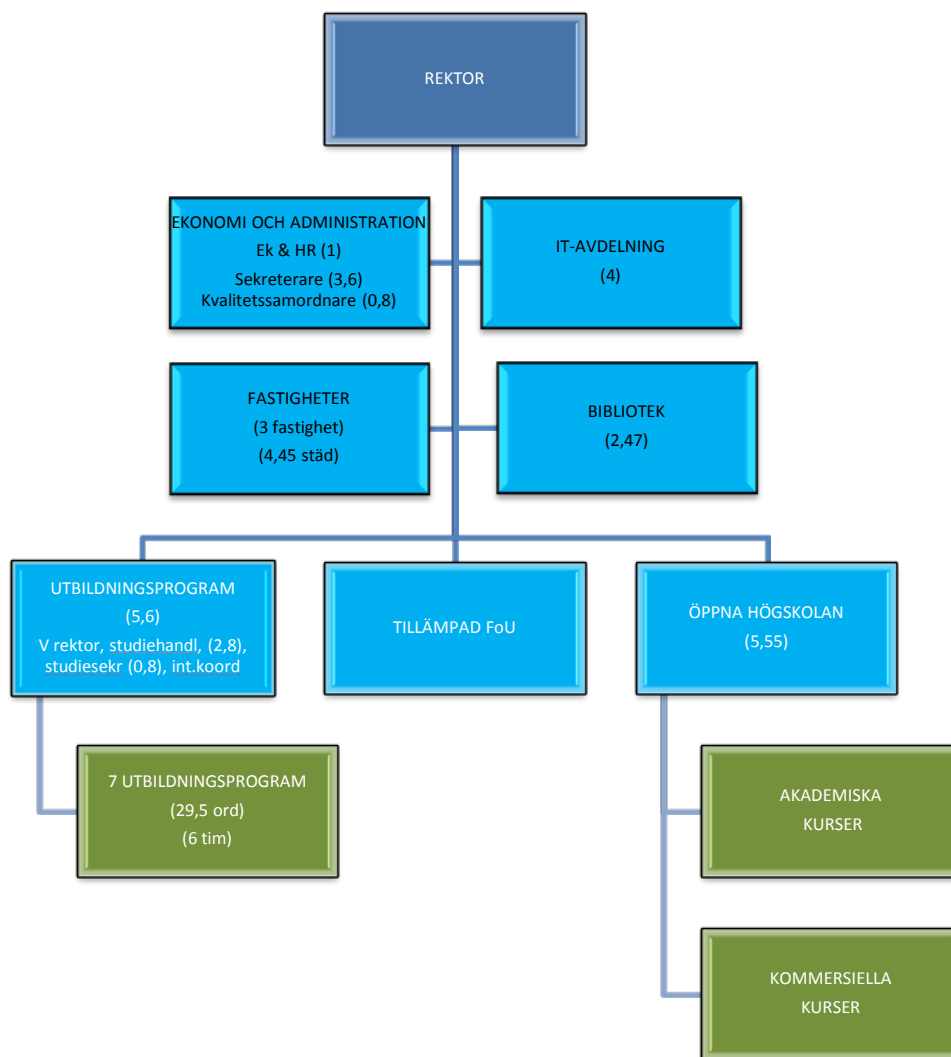 REKTOR
EKONOMI OCH ADMINISTRATION
Ek & HR (1)
Sekreterare (3,6)
Kvalitetssamordnare (0,8)
IT-AVDELNING
(4)
FASTIGHETER
(3 fastighet)
(4,45 städ)
BIBLIOTEK
(2,47)
UTBILDNINGSPROGRAM
(5,6)
V rektor, studiehandl, (2,8),
studiesekr (0,8), int.koord
TILLÄMPAD FoU
ÖPPNA HÖGSKOLAN
(5,55)
7 UTBILDNINGSPROGRAM
(29,5 ord)
(6 tim)
AKADEMISKA
KURSER
KOMMERSIELLA
KURSER